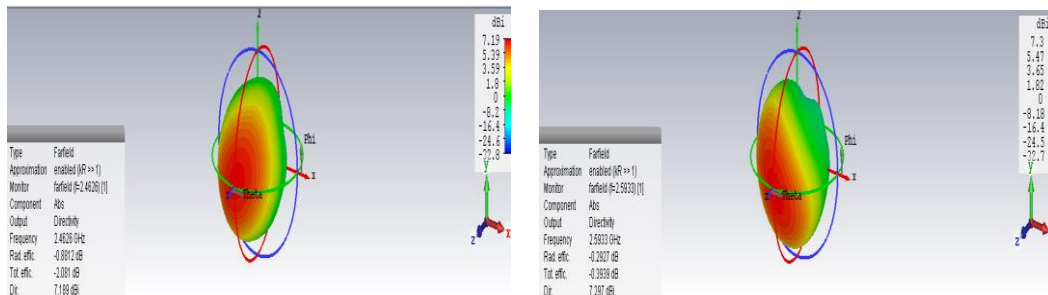 y
dBi
7.19
5.39
3.59
1.8
0
-8.2
-16.4
-24.6
-32.8
Phi
x
z
Theta
Type Farfield
Approximation enabled (kR >> 1)
Monitor farfield (f=2.4626) [1]
Component Abs
Output Directivity
Frequency 2.4626 GHz
Rad. effic. -0.8812 dB
Tot. effic. -2.081 dB
Dir. 7.189 dBi
Y
Z
X
y
dBi
7.3
5.47
3.65
1.82
0
-8.18
-16.4
-24.5
-32.7
Phi
x
z
Theta
Type Farfield
Approximation enabled (kR >> 1)
Monitor farfield (f=2.5933) [1]
Component Abs
Output Directivity
Frequency 2.5933 GHz
Rad. effic. -0.2927 dB
Tot. effic. -0.3939 dB
Dir. 7.297 dBi
Y
Z
X